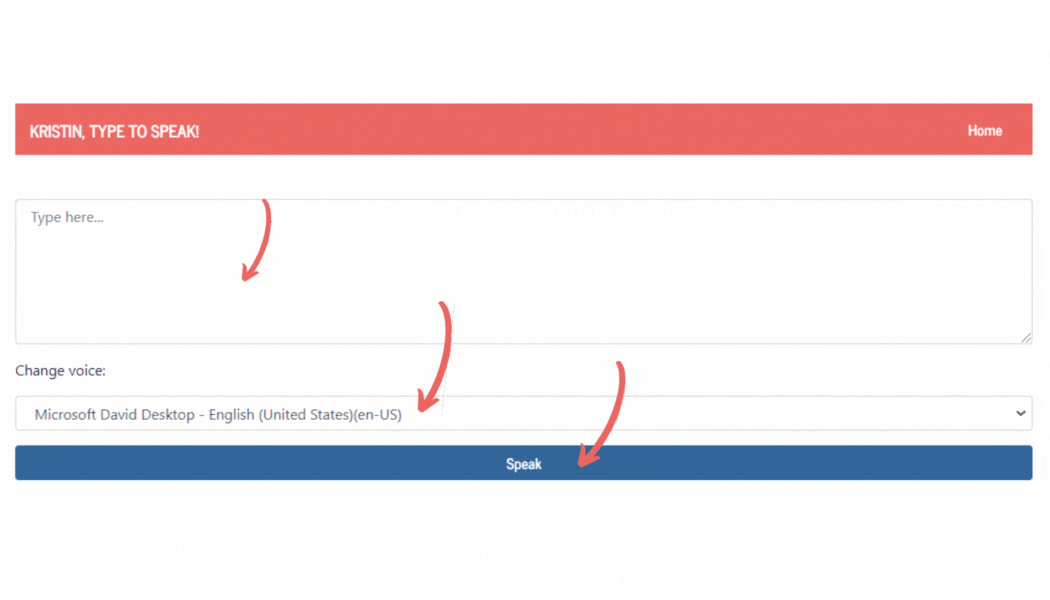 KRISTIN, TYPE TO SPEAK!
Home
Type here...
Change voice:
Microsoft David Desktop - English (United States)(en-US)
Speak